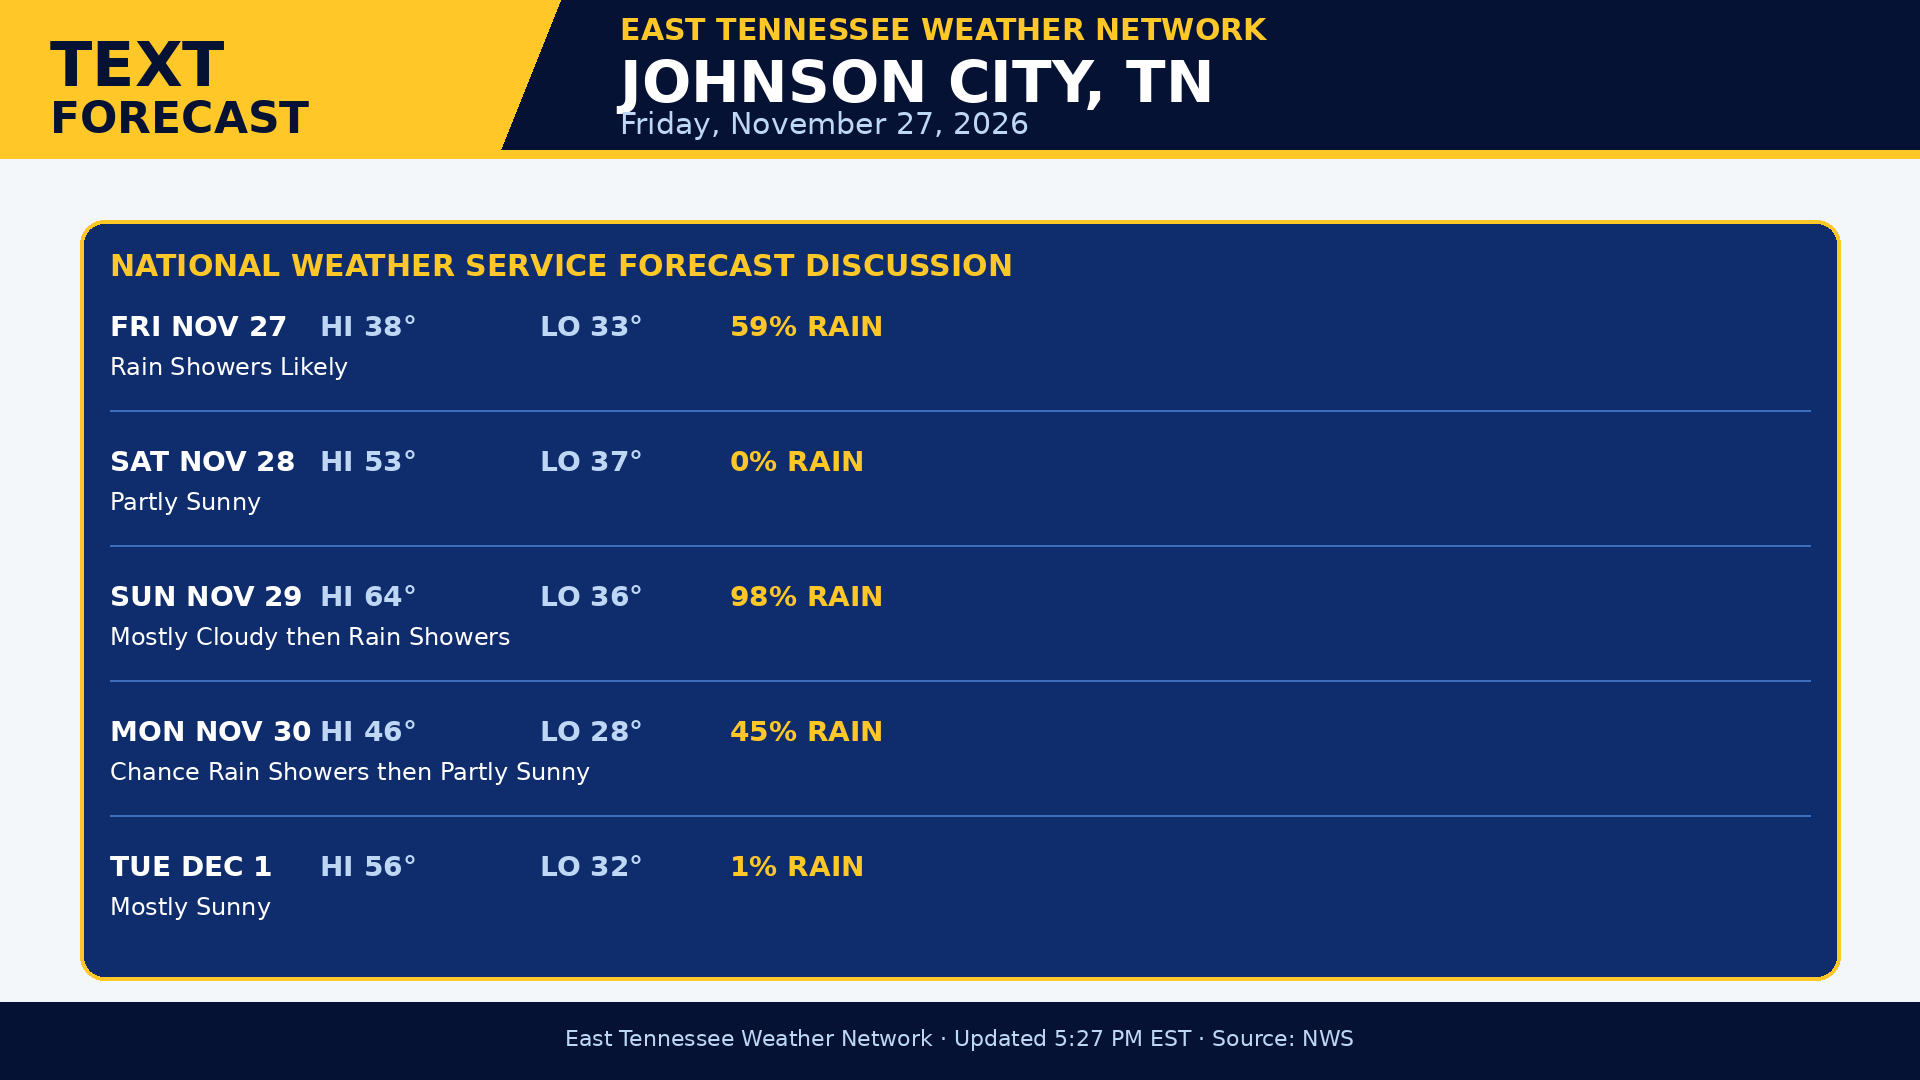 TEXT
FORECAST
EAST TENNESSEE WEATHER NETWORK
JOHNSON CITY, TN
Friday, November 27, 2026
NATIONAL WEATHER SERVICE FORECAST DISCUSSION
FRI NOV 27 HI 38° LO 33° 59% RAIN
Rain Showers Likely
SAT NOV 28 HI 53° LO 37° 0% RAIN
Partly Sunny
SUN NOV 29 HI 64° LO 36° 98% RAIN
Mostly Cloudy then Rain Showers
MON NOV 30 HI 46° LO 28° 45% RAIN
Chance Rain Showers then Partly Sunny
TUE DEC 1 HI 56° LO 32° 1% RAIN
Mostly Sunny
East Tennessee Weather Network · Updated 5:27 PM EST · Source: NWS